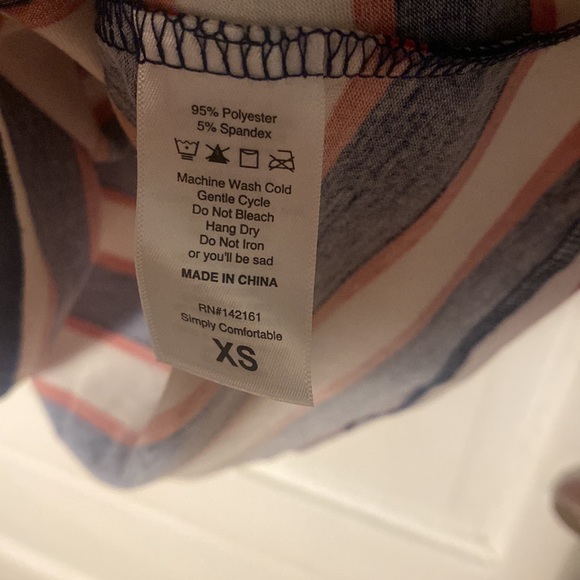 95% Polyester
5% Spandex
Machine Wash Cold
Gentle Cycle
Do Not Bleach
Hang Dry
Do Not Iron
or you'll be sad
MADE IN CHINA
RN#142161
Simply Comfortable
XS